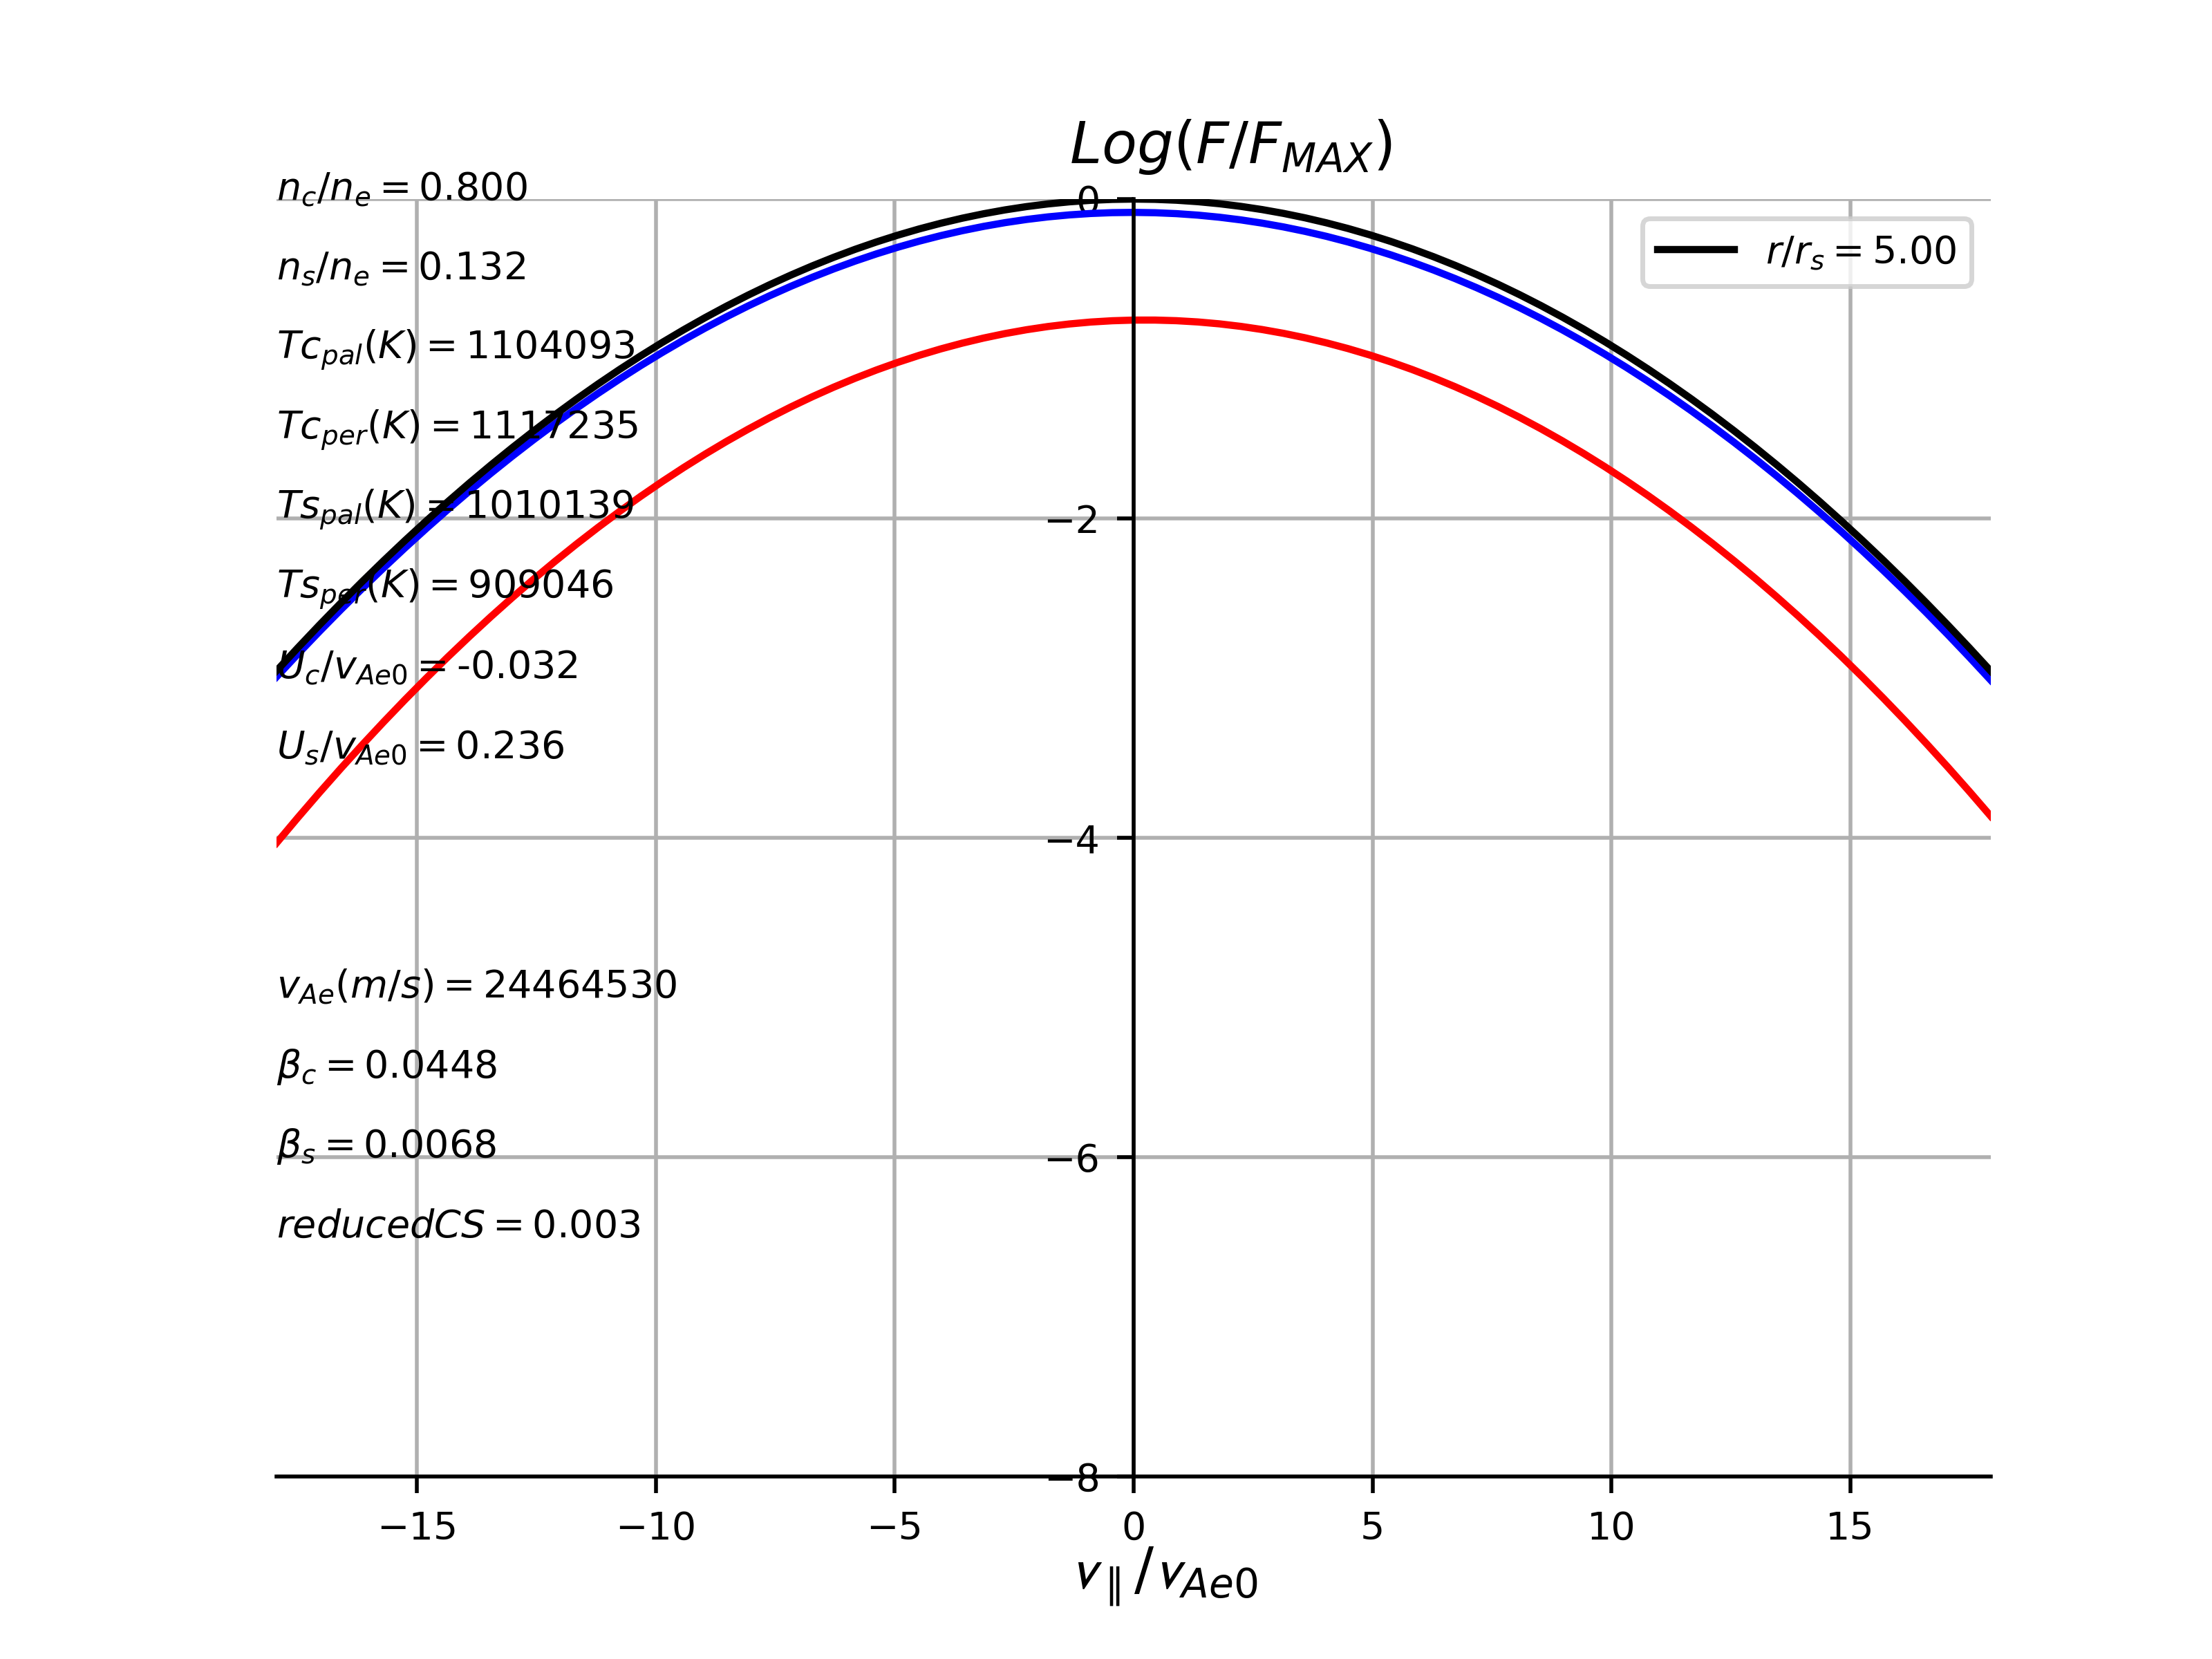 Log(F/F_MAX)
n_c/n_e = 0.800
0
r/r_s = 5.00
n_s/n_e = 0.132
Tc_pal(K) = 1104093
Tc_per(K) = 1117235
Ts_pal(K) = 1010139
−2
Ts_per(K) = 909046
U_c/v_Ae0 = -0.032
U_s/v_Ae0 = 0.236
−4
v_Ae(m/s) = 24464530
β_c = 0.0448
β_s = 0.0068
−6
reducedCS = 0.003
−8
−15 −10 −5 0 5 10 15
v_∥/v_Ae0